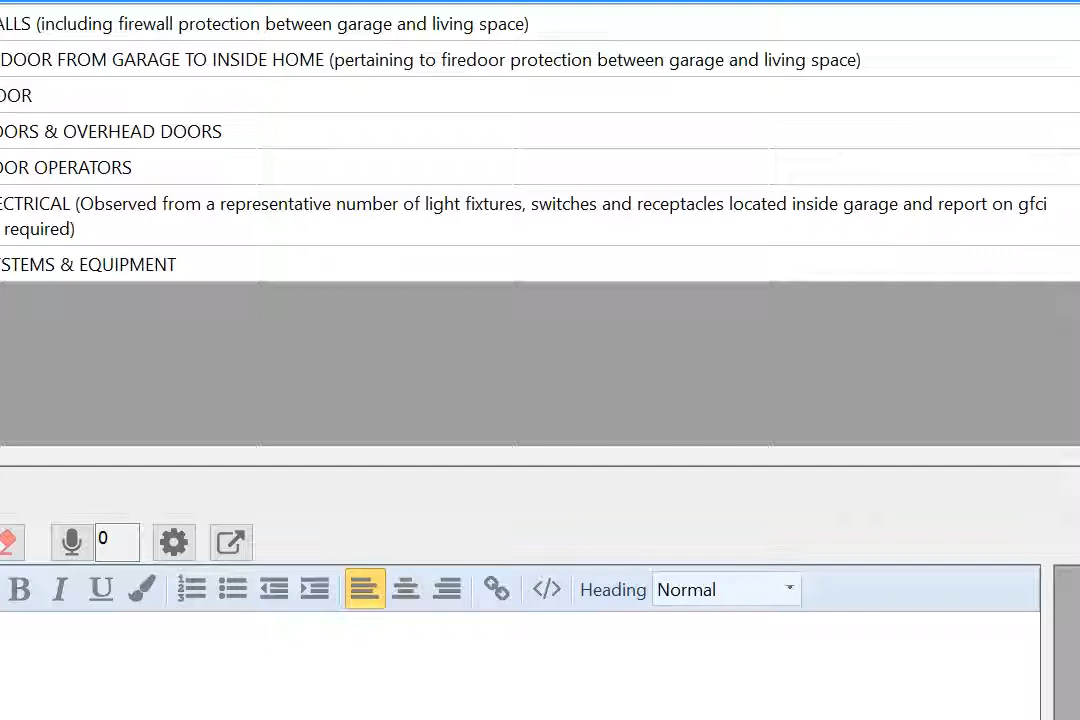 ALLS (including firewall protection between garage and living space)
DOOR FROM GARAGE TO INSIDE HOME (pertaining to firedoor protection between garage and living space)
OOR
OORS & OVERHEAD DOORS
OOR OPERATORS
ECTRICAL (Observed from a representative number of light fixtures, switches and receptacles located inside garage and report on gfci
required)
YSTEMS & EQUIPMENT
0
B I U </> Heading Normal